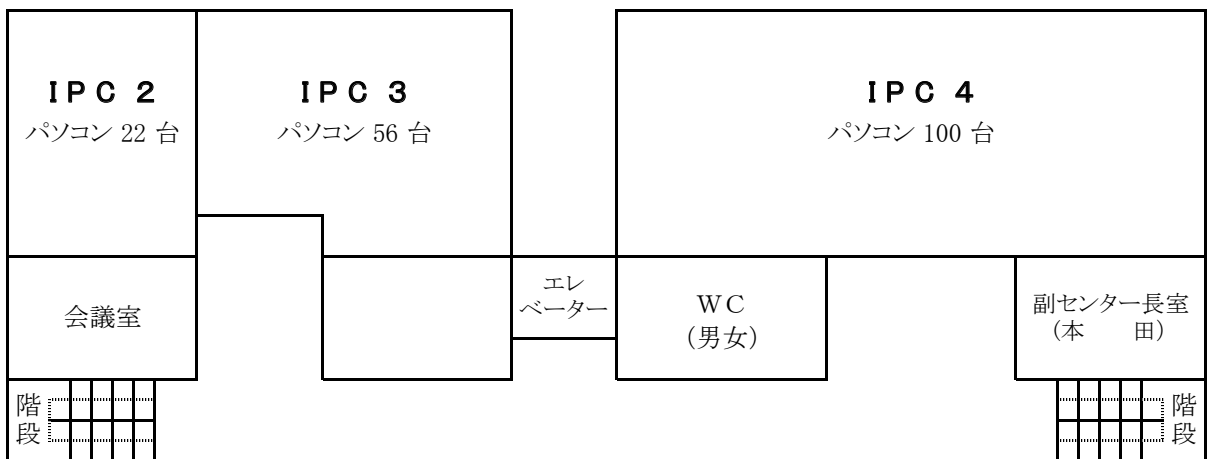 IPC 2
パソコン 22 台
IPC 3
パソコン 56 台
IPC 4
パソコン 100 台
会議室
エレ
ベーター
WC
(男女)
副センター長室
(本　　田)
階
段
階
段